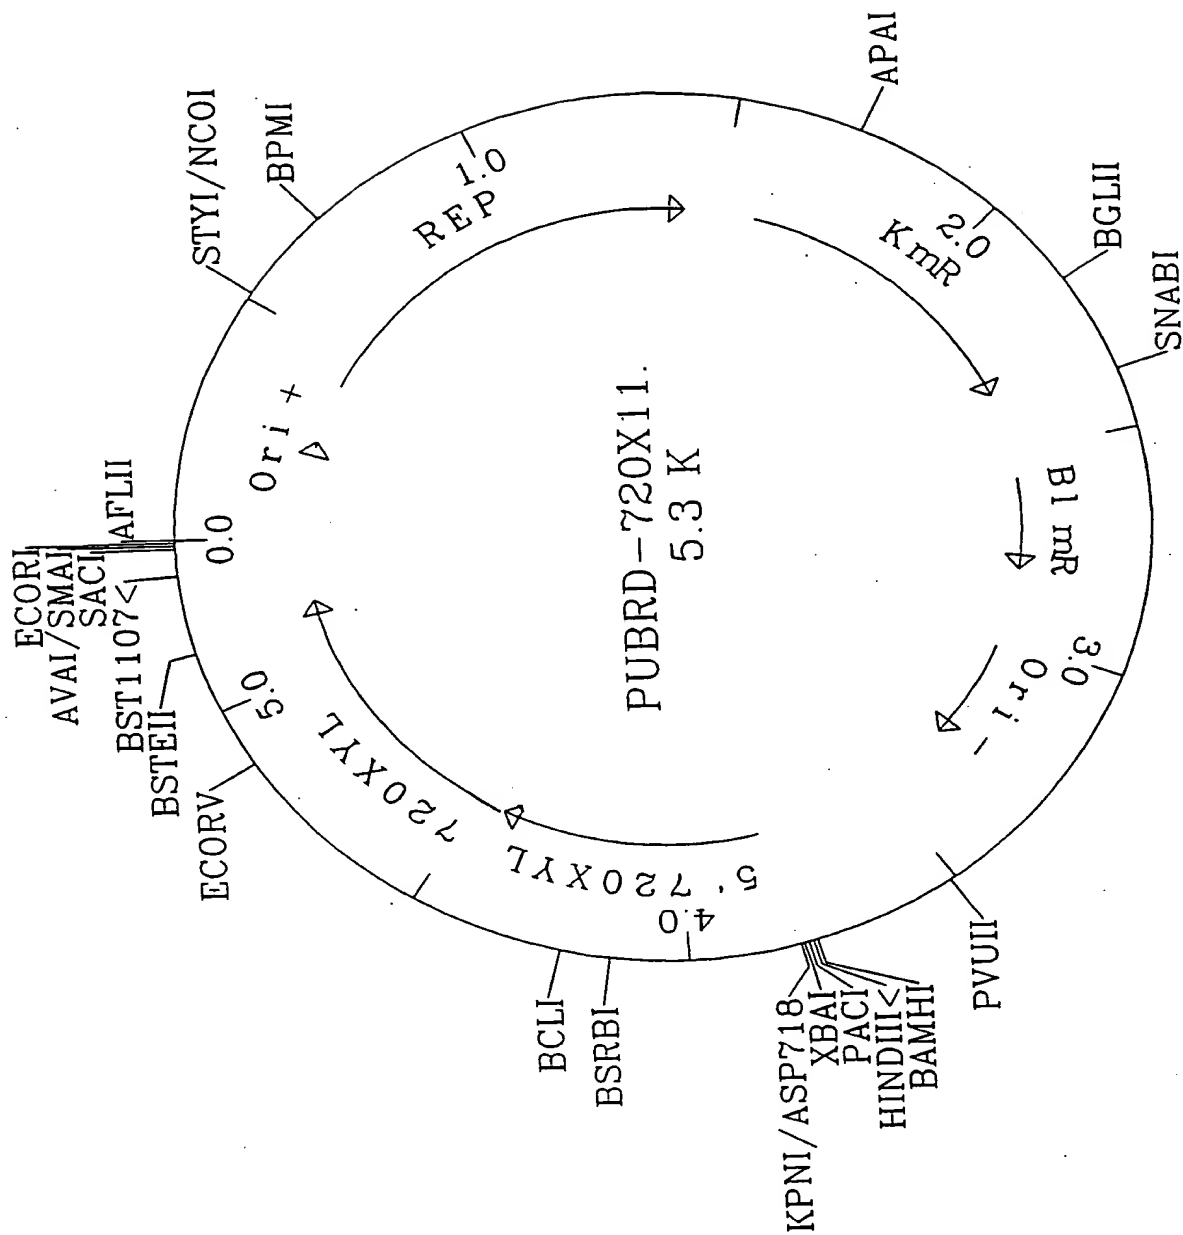 PUBRD-720X11.
5.3 K
0.0
AFLII
Ori +
STYI/NCOI
BPMI
1.0
REP
APAI
2.0
KmR
BGLII
SNABI
BlmR
3.0
Ori -
PVUII
BAMHI
HINDIII<
PACI
XBAI
KPNI/ASP718
4.0
5'720XYL
BSRBI
BCLI
720XYL
ECORV
5.0
BSTEII
BST1107<
SACI
AVAI/SMAI
ECORI